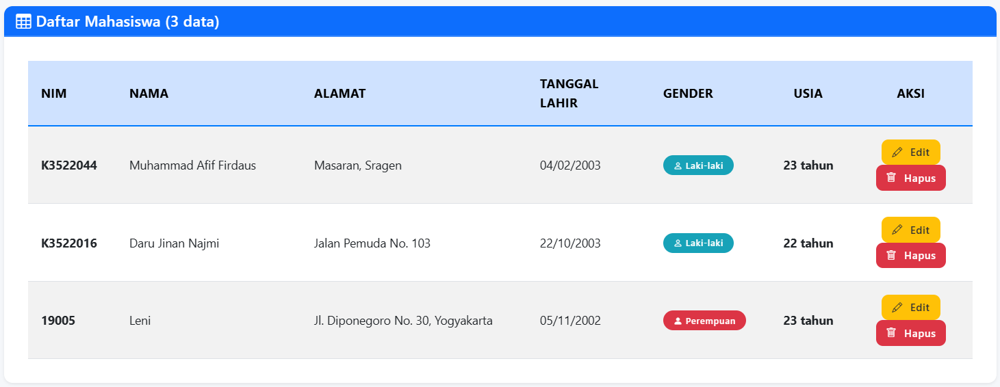 Daftar Mahasiswa (3 data)
NIM NAMA ALAMAT TANGGAL LAHIR GENDER USIA AKSI
K3522044 Muhammad Afif Firdaus Masaran, Sragen 04/02/2003 Laki-laki 23 tahun Edit
Hapus
K3522016 Daru Jinan Najmi Jalan Pemuda No. 103 22/10/2003 Laki-laki 22 tahun Edit
Hapus
19005 Leni Jl. Diponegoro No. 30, Yogyakarta 05/11/2002 Perempuan 23 tahun Edit
Hapus